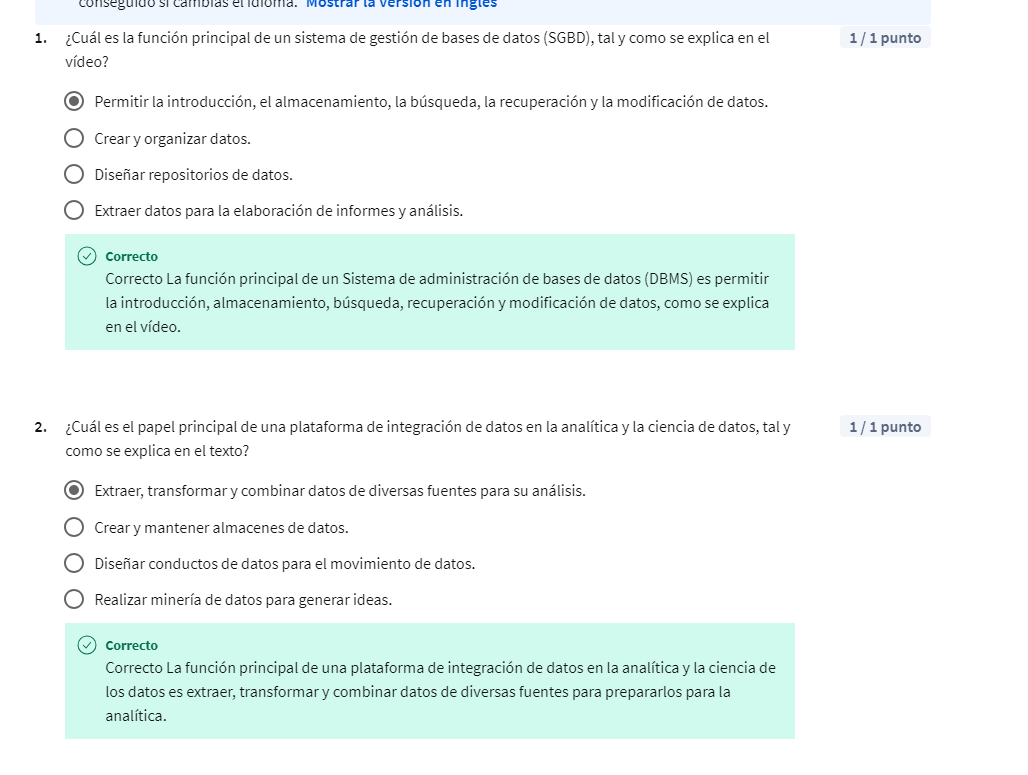 conseguido si cambias el idioma. Mostrar la versión en inglés
1. ¿Cuál es la función principal de un sistema de gestión de bases de datos (SGBD), tal y como se explica en el 1 / 1 punto
vídeo?
Permitir la introducción, el almacenamiento, la búsqueda, la recuperación y la modificación de datos.
Crear y organizar datos.
Diseñar repositorios de datos.
Extraer datos para la elaboración de informes y análisis.
Correcto
Correcto La función principal de un Sistema de administración de bases de datos (DBMS) es permitir
la introducción, almacenamiento, búsqueda, recuperación y modificación de datos, como se explica
en el vídeo.
2. ¿Cuál es el papel principal de una plataforma de integración de datos en la analítica y la ciencia de datos, tal y 1 / 1 punto
como se explica en el texto?
Extraer, transformar y combinar datos de diversas fuentes para su análisis.
Crear y mantener almacenes de datos.
Diseñar conductos de datos para el movimiento de datos.
Realizar minería de datos para generar ideas.
Correcto
Correcto La función principal de una plataforma de integración de datos en la analítica y la ciencia de
los datos es extraer, transformar y combinar datos de diversas fuentes para prepararlos para la
analítica.